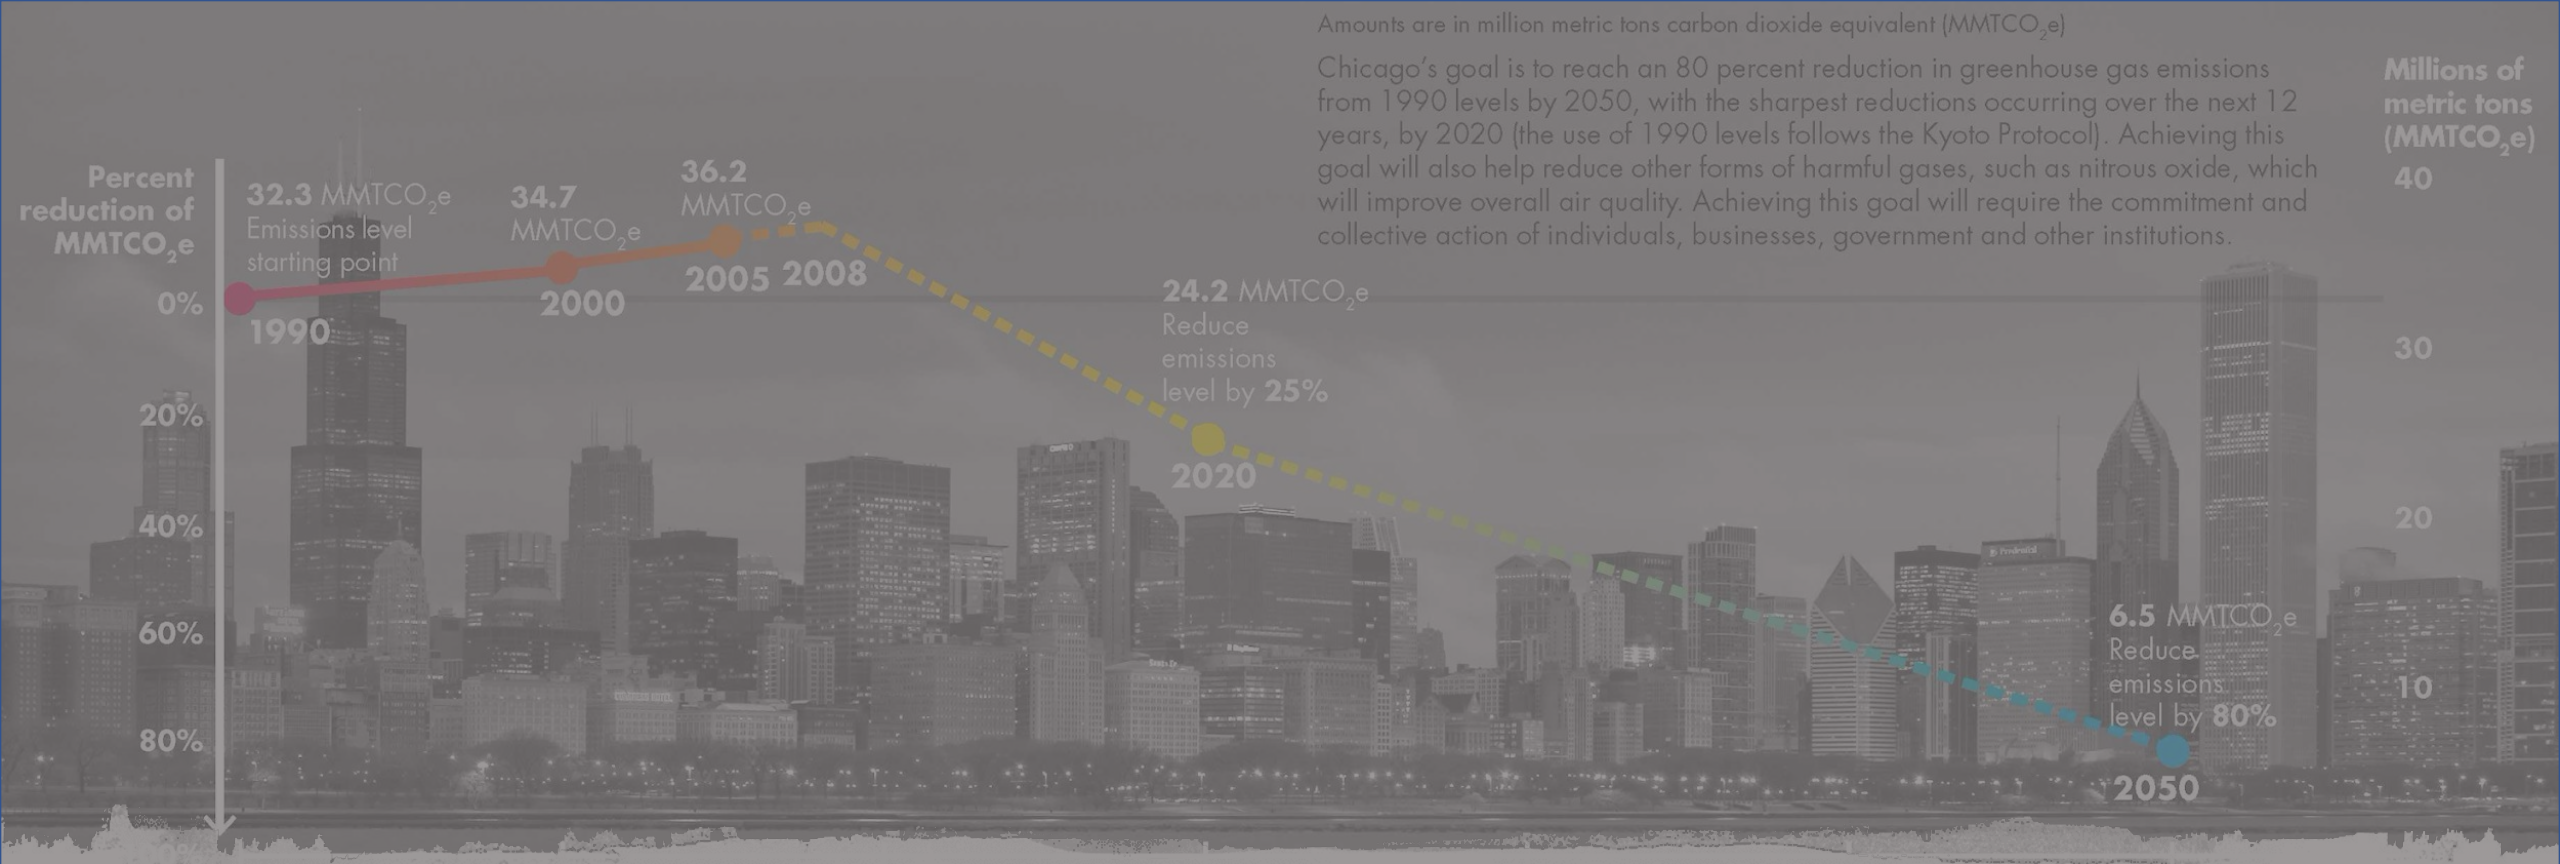 Amounts are in million metric tons carbon dioxide equivalent (MMTCO₂e)
Chicago’s goal is to reach an 80 percent reduction in greenhouse gas emissions
from 1990 levels by 2050, with the sharpest reductions occurring over the next 12
years, by 2020 (the use of 1990 levels follows the Kyoto Protocol). Achieving this
goal will also help reduce other forms of harmful gases, such as nitrous oxide, which
will improve overall air quality. Achieving this goal will require the commitment and
collective action of individuals, businesses, government and other institutions.
Millions of
metric tons
(MMTCO₂e)
40
30
20
10
Percent
reduction of
MMTCO₂e
0%
20%
40%
60%
80%
32.3 MMTCO₂e
Emissions level
starting point
1990
34.7
MMTCO₂e
2000
36.2
MMTCO₂e
2005
2008
24.2 MMTCO₂e
Reduce
emissions
level by 25%
2020
6.5 MMTCO₂e
Reduce
emissions
level by 80%
2050
Prudential